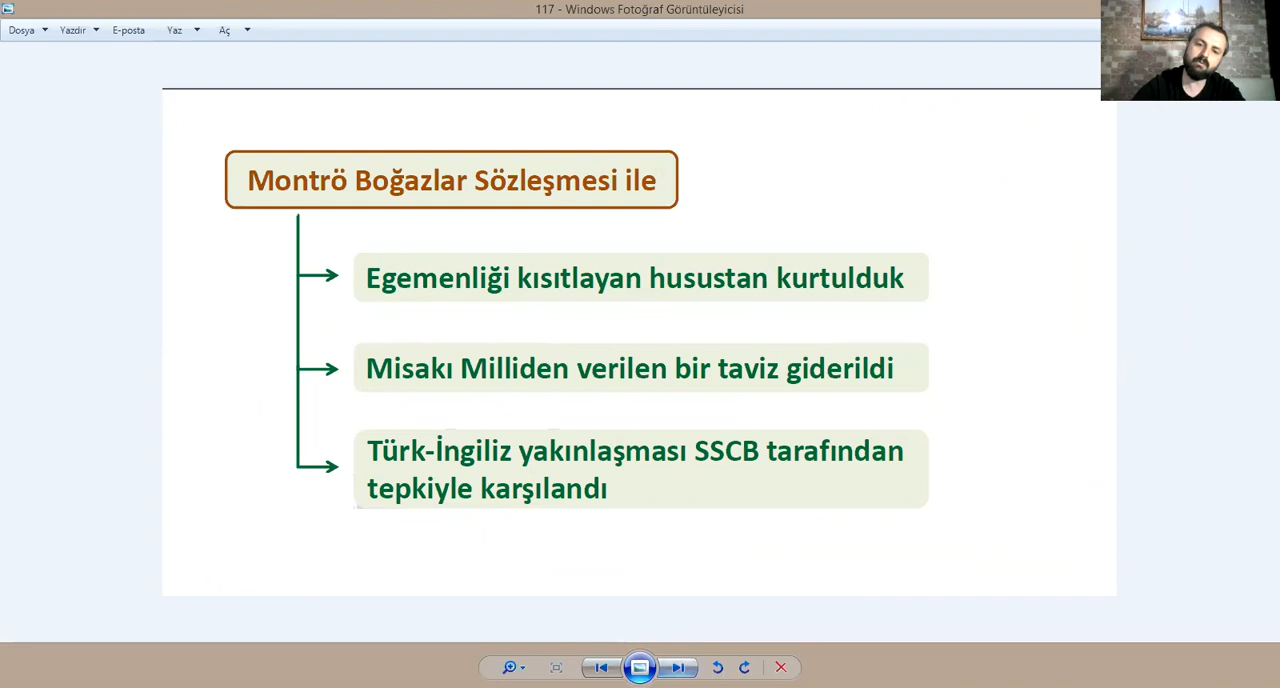 117 - Windows Fotoğraf Görüntüleyicisi
Dosya Yazdır E-posta Yaz Aç
Montrö Boğazlar Sözleşmesi ile
Egemenliği kısıtlayan husustan kurtulduk
Misakı Milliden verilen bir taviz giderildi
Türk-İngiliz yakınlaşması SSCB tarafından
tepkiyle karşılandı